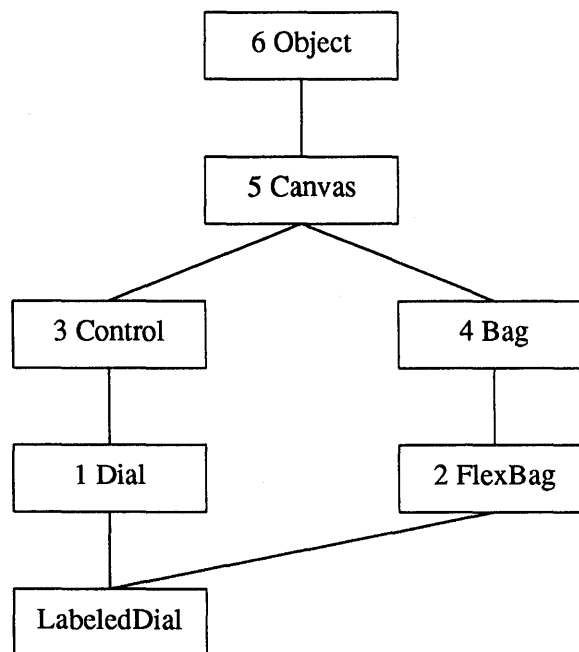 6 Object
5 Canvas
3 Control
4 Bag
1 Dial
2 FlexBag
LabeledDial